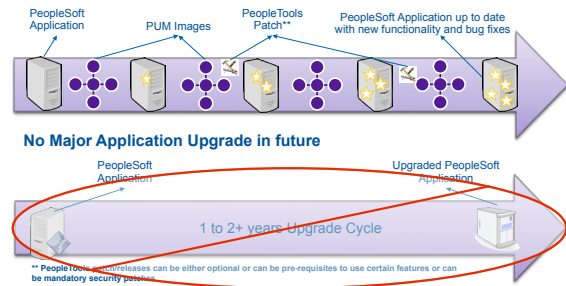 PeopleSoft
Application
PUM Images
PeopleTools
Patch**
PeopleSoft Application up to date
with new functionality and bug fixes
No Major Application Upgrade in future
PeopleSoft
Application
Upgraded PeopleSoft
Application
1 to 2+ years Upgrade Cycle
** PeopleTools patch/releases can be either optional or can be pre-requisites to use certain features or can
be mandatory security patches